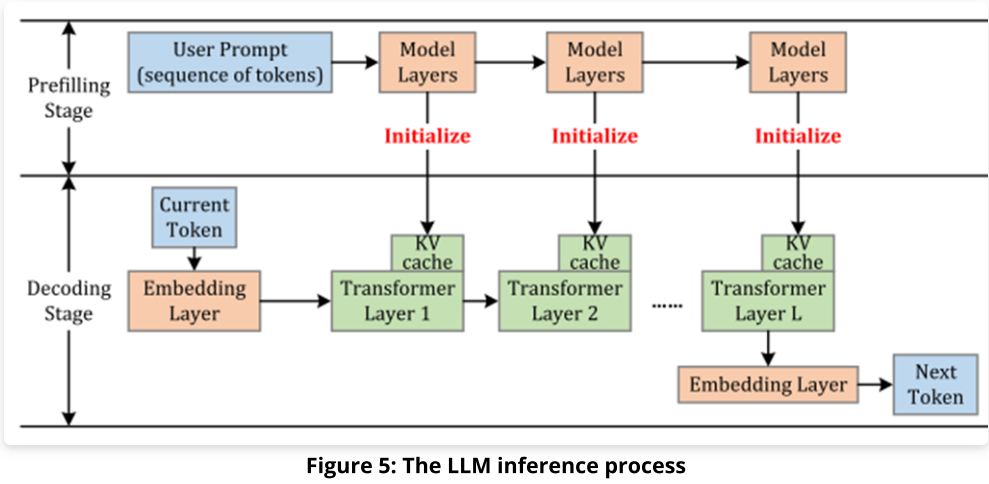 User Prompt
(sequence of tokens)
Model
Layers
Model
Layers
Model
Layers
Prefilling
Stage
Initialize
Initialize
Initialize
Current
Token
KV
cache
KV
cache
KV
cache
Decoding
Stage
Embedding
Layer
Transformer
Layer 1
Transformer
Layer 2
......
Transformer
Layer L
Embedding Layer
Next
Token
Figure 5: The LLM inference process